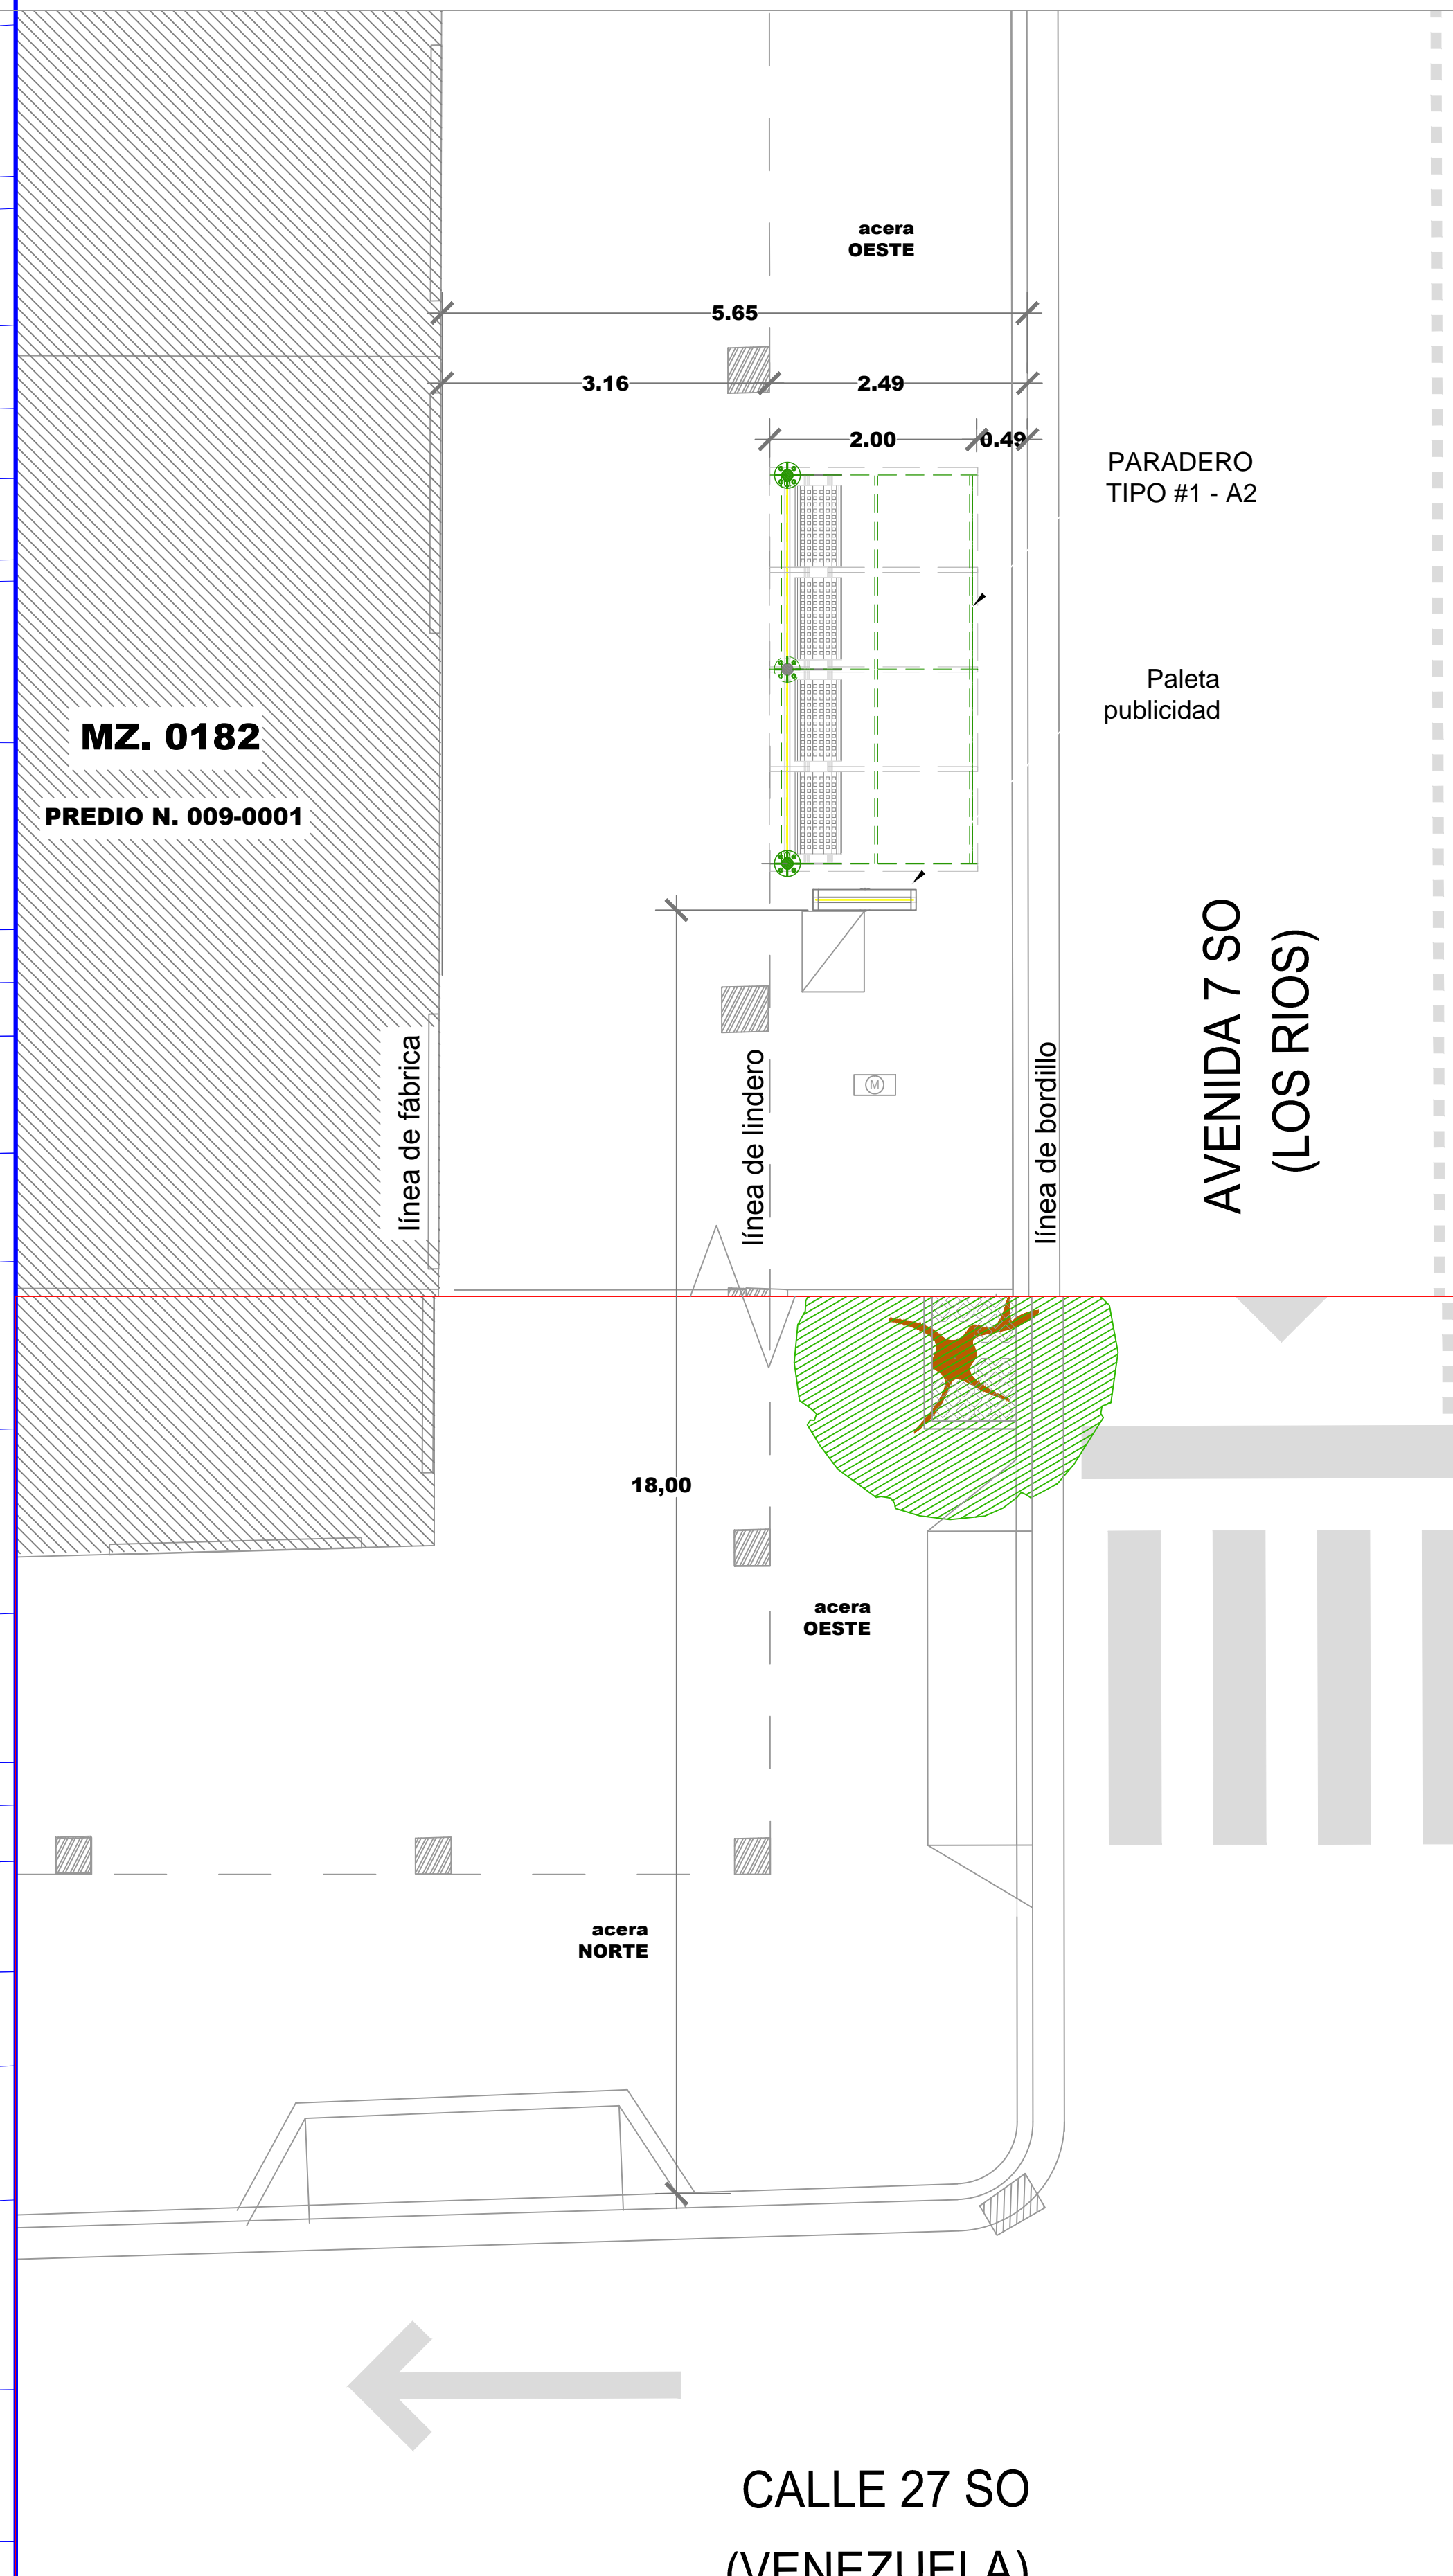 acera
OESTE
5.65
3.16
2.49
2.00
0.49
PARADERO
TIPO #1 - A2
Paleta
publicidad
MZ. 0182
PREDIO N. 009-0001
AVENIDA 7 SO
(LOS RIOS)
línea de fábrica
línea de lindero
línea de bordillo
M
18,00
acera
OESTE
acera
NORTE
CALLE 27 SO
(VENEZUELA)